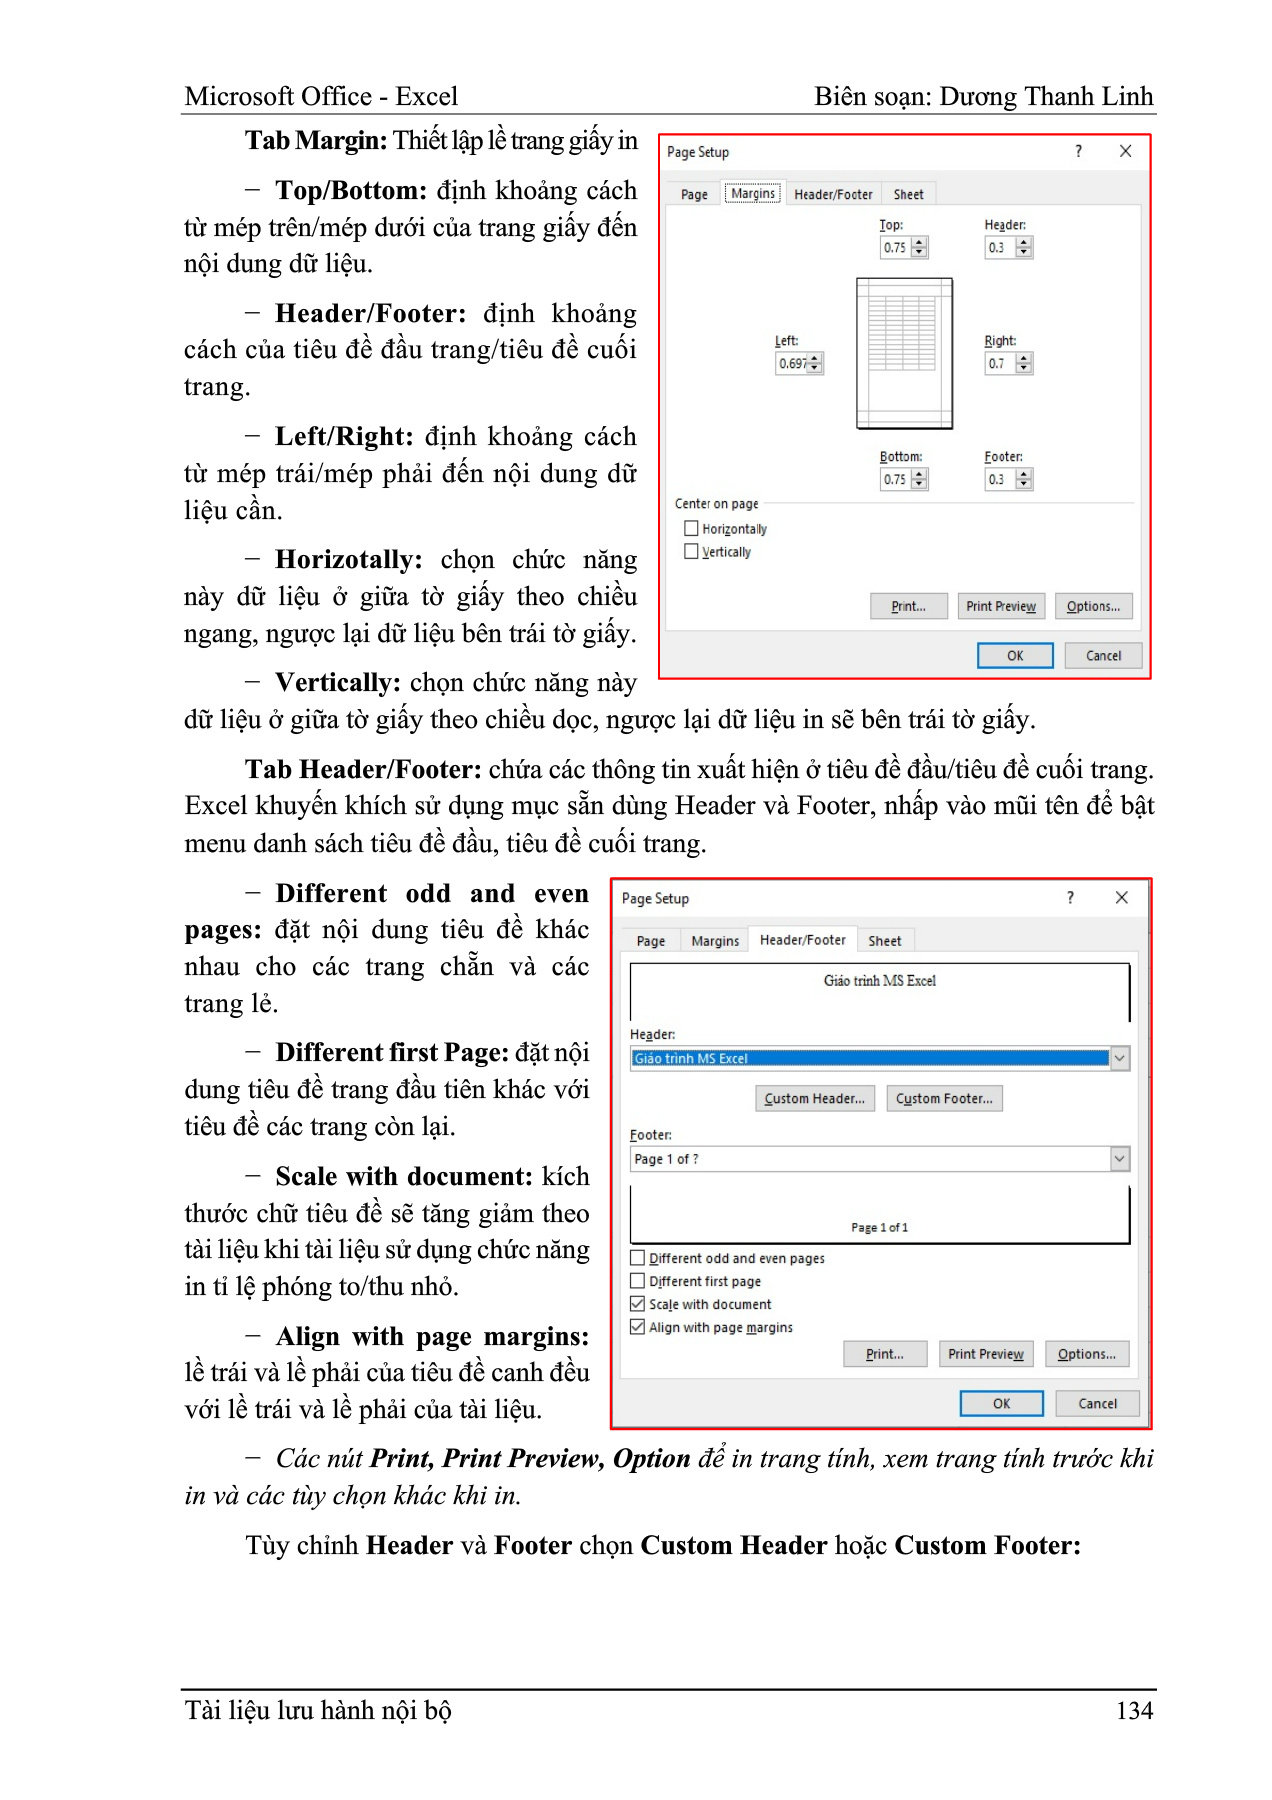 Microsoft Office - Excel
Biên soạn: Dương Thanh Linh
Tab Margin: Thiết lập lề trang giấy in
− Top/Bottom: định khoảng cách
từ mép trên/mép dưới của trang giấy đến
nội dung dữ liệu.
− Header/Footer: định khoảng
cách của tiêu đề đầu trang/tiêu đề cuối
trang.
− Left/Right: định khoảng cách
từ mép trái/mép phải đến nội dung dữ
liệu cần.
− Horizotally: chọn chức năng
này dữ liệu ở giữa tờ giấy theo chiều
ngang, ngược lại dữ liệu bên trái tờ giấy.
− Vertically: chọn chức năng này
dữ liệu ở giữa tờ giấy theo chiều dọc, ngược lại dữ liệu in sẽ bên trái tờ giấy.
Page Setup ? X
Page Margins Header/Footer Sheet
Top: Header:
0.75 0.3
Left: Right:
0.697 0.7
Bottom: Footer:
0.75 0.3
Center on page
Horizontally
Vertically
Print... Print Preview Options...
OK Cancel
Tab Header/Footer: chứa các thông tin xuất hiện ở tiêu đề đầu/tiêu đề cuối trang.
Excel khuyến khích sử dụng mục sẵn dùng Header và Footer, nhấp vào mũi tên để bật
menu danh sách tiêu đề đầu, tiêu đề cuối trang.
− Different odd and even
pages: đặt nội dung tiêu đề khác
nhau cho các trang chẵn và các
trang lẻ.
− Different first Page: đặt nội
dung tiêu đề trang đầu tiên khác với
tiêu đề các trang còn lại.
− Scale with document: kích
thước chữ tiêu đề sẽ tăng giảm theo
tài liệu khi tài liệu sử dụng chức năng
in tỉ lệ phóng to/thu nhỏ.
− Align with page margins:
lề trái và lề phải của tiêu đề canh đều
với lề trái và lề phải của tài liệu.
Page Setup ? X
Page Margins Header/Footer Sheet
Giáo trình MS Excel
Header:
Giáo trình MS Excel
Custom Header... Custom Footer...
Footer:
Page 1 of ?
Page 1 of 1
Different odd and even pages
Different first page
Scale with document
Align with page margins
Print... Print Preview Options...
OK Cancel
− Các nút Print, Print Preview, Option để in trang tính, xem trang tính trước khi
in và các tùy chọn khác khi in.
Tùy chỉnh Header và Footer chọn Custom Header hoặc Custom Footer:
Tài liệu lưu hành nội bộ
134